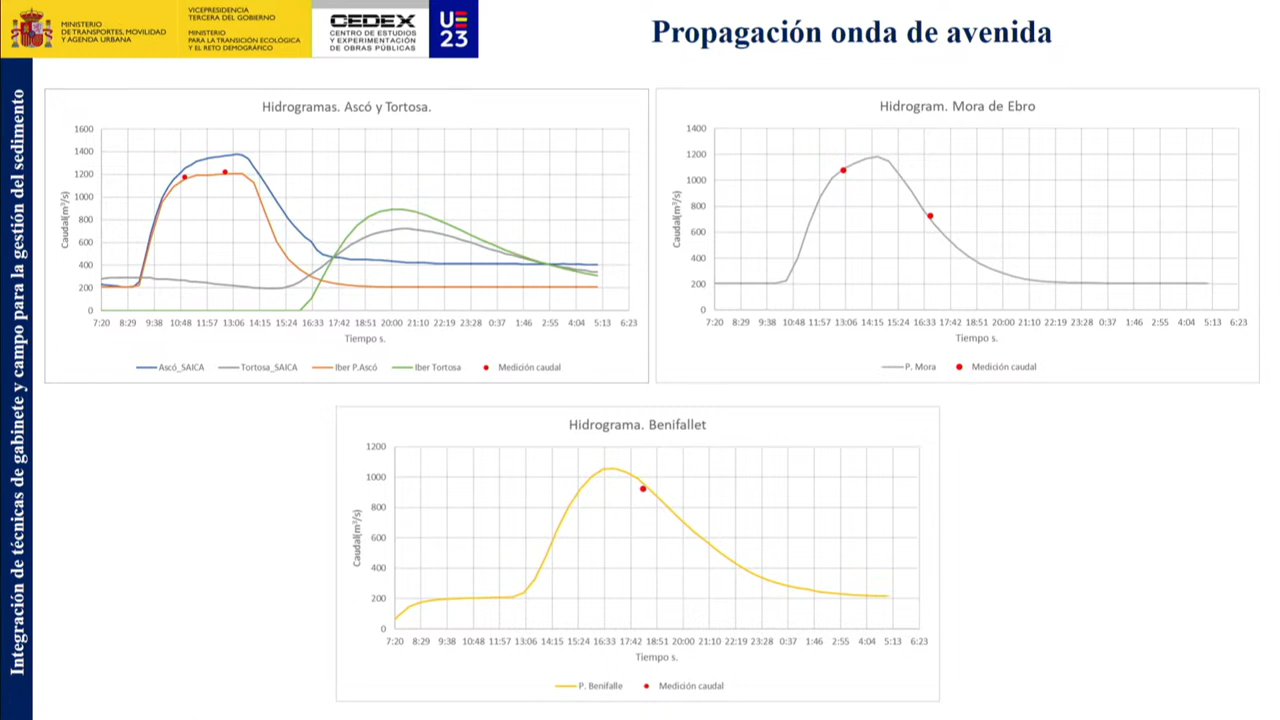 MINISTERIO
DE TRANSPORTES, MOVILIDAD
Y AGENDA URBANA
VICEPRESIDENCIA
TERCERA DEL GOBIERNO
MINISTERIO
PARA LA TRANSICIÓN ECOLÓGICA
Y EL RETO DEMOGRÁFICO
CEDEX
CENTRO DE ESTUDIOS
Y EXPERIMENTACIÓN
DE OBRAS PÚBLICAS
UE
23
Propagación onda de avenida
Integración de técnicas de gabinete y campo para la gestión del sedimento
Hidrogramas. Ascó y Tortosa.
1600
1400
1200
1000
800
600
400
200
0
Caudal(m³/s)
7:20 8:29 9:38 10:48 11:57 13:06 14:15 15:24 16:33 17:42 18:51 20:00 21:10 22:19 23:28 0:37 1:46 2:55 4:04 5:13 6:23
Tiempo s.
Ascó_SAICA Tortosa_SAICA Iber P.Ascó Iber Tortosa Medición caudal
Hidrogram. Mora de Ebro
1400
1200
1000
800
600
400
200
0
Caudal(m³/s)
7:20 8:29 9:38 10:48 11:57 13:06 14:15 15:24 16:33 17:42 18:51 20:00 21:10 22:19 23:28 0:37 1:46 2:55 4:04 5:13 6:23
Tiempo s.
P. Mora Medición caudal
Hidrograma. Benifallet
1200
1000
800
600
400
200
0
Caudal(m³/s)
7:20 8:29 9:38 10:48 11:57 13:06 14:15 15:24 16:33 17:42 18:51 20:00 21:10 22:19 23:28 0:37 1:46 2:55 4:04 5:13 6:23
Tiempo s.
P. Benifalle Medición caudal